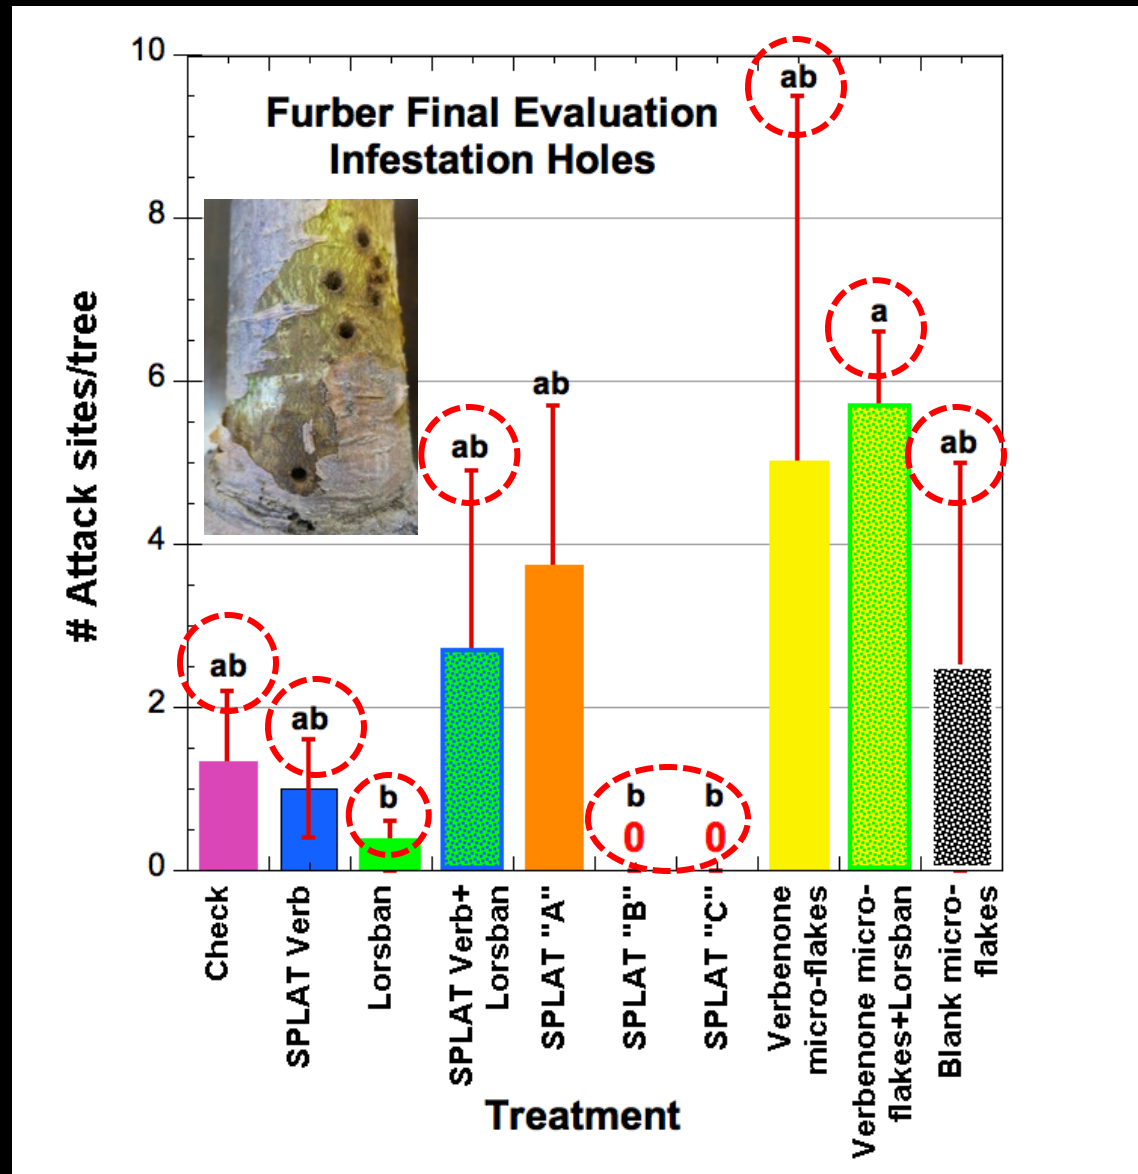 Furber Final Evaluation
Infestation Holes
# Attack sites/tree
10
8
6
4
2
0
ab
ab
b
ab
ab
b
0
b
0
ab
a
ab
Check
SPLAT Verb
Lorsban
SPLAT Verb+
Lorsban
SPLAT "A"
SPLAT "B"
SPLAT "C"
Verbenone
micro-flakes
Verbenone micro-
flakes+Lorsban
Blank micro-
flakes
Treatment